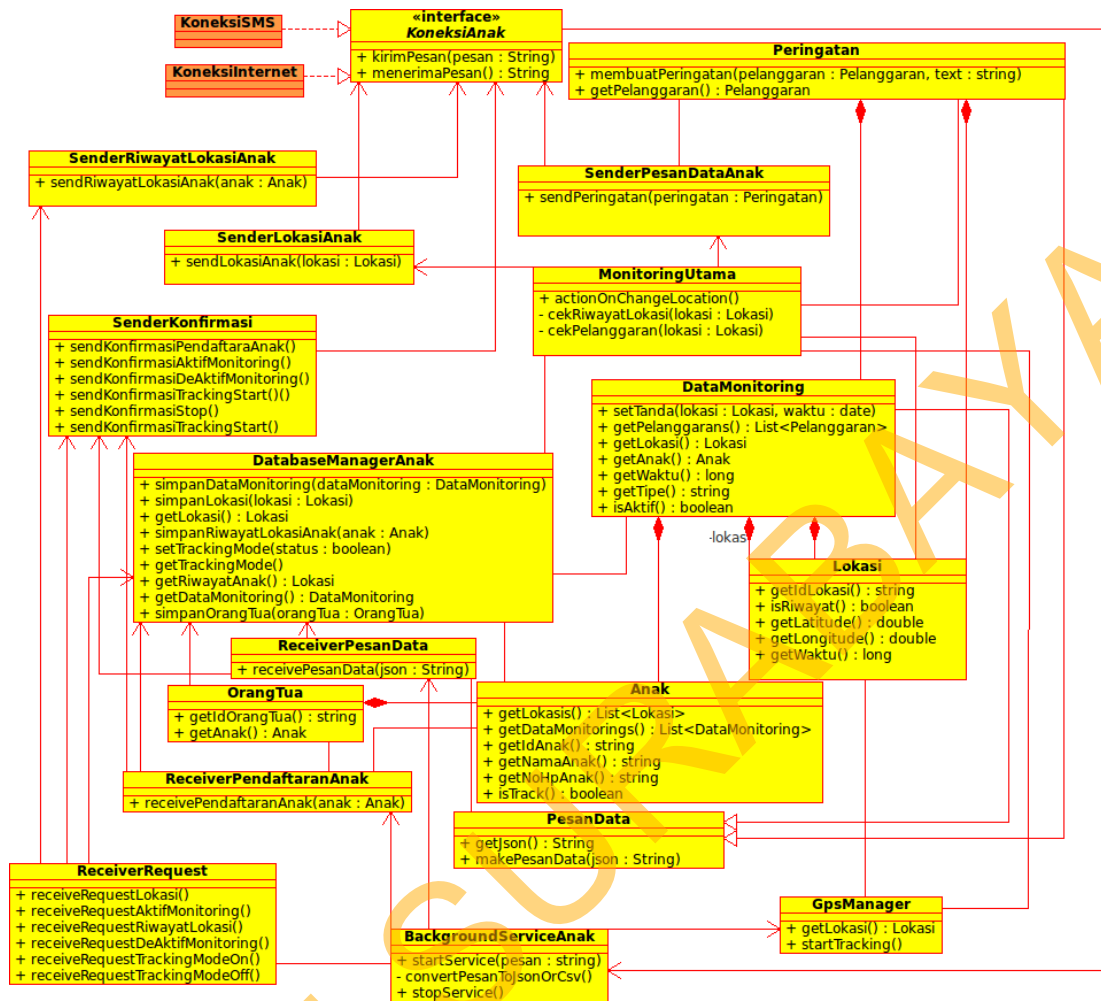 KoneksiSMS
KoneksiInternet
«interface»
KoneksiAnak
+ kirimPesan(pesan : String)
+ menerimaPesan() : String
Peringatan
+ membuatPeringatan(pelanggaran : Pelanggaran, text : string)
+ getPelanggaran() : Pelanggaran
SenderRiwayatLokasiAnak
+ sendRiwayatLokasiAnak(anak : Anak)
SenderPesanDataAnak
+ sendPeringatan(peringatan : Peringatan)
SenderLokasiAnak
+ sendLokasiAnak(lokasi : Lokasi)
MonitoringUtama
+ actionOnChangeLocation()
- cekRiwayatLokasi(lokasi : Lokasi)
- cekPelanggaran(lokasi : Lokasi)
SenderKonfirmasi
+ sendKonfirmasiPendaftaraAnak()
+ sendKonfirmasiAktifMonitoring()
+ sendKonfirmasiDeAktifMonitoring()
+ sendKonfirmasiTrackingStart()()
+ sendKonfirmasiStop()
+ sendKonfirmasiTrackingStart()
DataMonitoring
+ setTanda(lokasi : Lokasi, waktu : date)
+ getPelanggarans() : List<Pelanggaran>
+ getLokasi() : Lokasi
+ getAnak() : Anak
+ getWaktu() : long
+ getTipe() : string
+ isAktif() : boolean
-lokas
DatabaseManagerAnak
+ simpanDataMonitoring(dataMonitoring : DataMonitoring)
+ simpanLokasi(lokasi : Lokasi)
+ getLokasi() : Lokasi
+ simpanRiwayatLokasiAnak(anak : Anak)
+ setTrackingMode(status : boolean)
+ getTrackingMode()
+ getRiwayatAnak() : Lokasi
+ getDataMonitoring() : DataMonitoring
+ simpanOrangTua(orangTua : OrangTua)
Lokasi
+ getIdLokasi() : string
+ isRiwayat() : boolean
+ getLatitude() : double
+ getLongitude() : double
+ getWaktu() : long
ReceiverPesanData
+ receivePesanData(json : String)
OrangTua
+ getIdOrangTua() : string
+ getAnak() : Anak
Anak
+ getLokasis() : List<Lokasi>
+ getDataMonitorings() : List<DataMonitoring>
+ getIdAnak() : string
+ getNamaAnak() : string
+ getNoHpAnak() : string
+ isTrack() : boolean
ReceiverPendaftaranAnak
+ receivePendaftaranAnak(anak : Anak)
PesanData
+ getJson() : String
+ makePesanData(json : String)
ReceiverRequest
+ receiveRequestLokasi()
+ receiveRequestAktifMonitoring()
+ receiveRequestRiwayatLokasi()
+ receiveRequestDeAktifMonitoring()
+ receiveRequestTrackingModeOn()
+ receiveRequestTrackingModeOff()
GpsManager
+ getLokasi() : Lokasi
+ startTracking()
BackgroundServiceAnak
+ startService(pesan : string)
- convertPesanToJsonOrCsv()
+ stopService()
SURABAYA